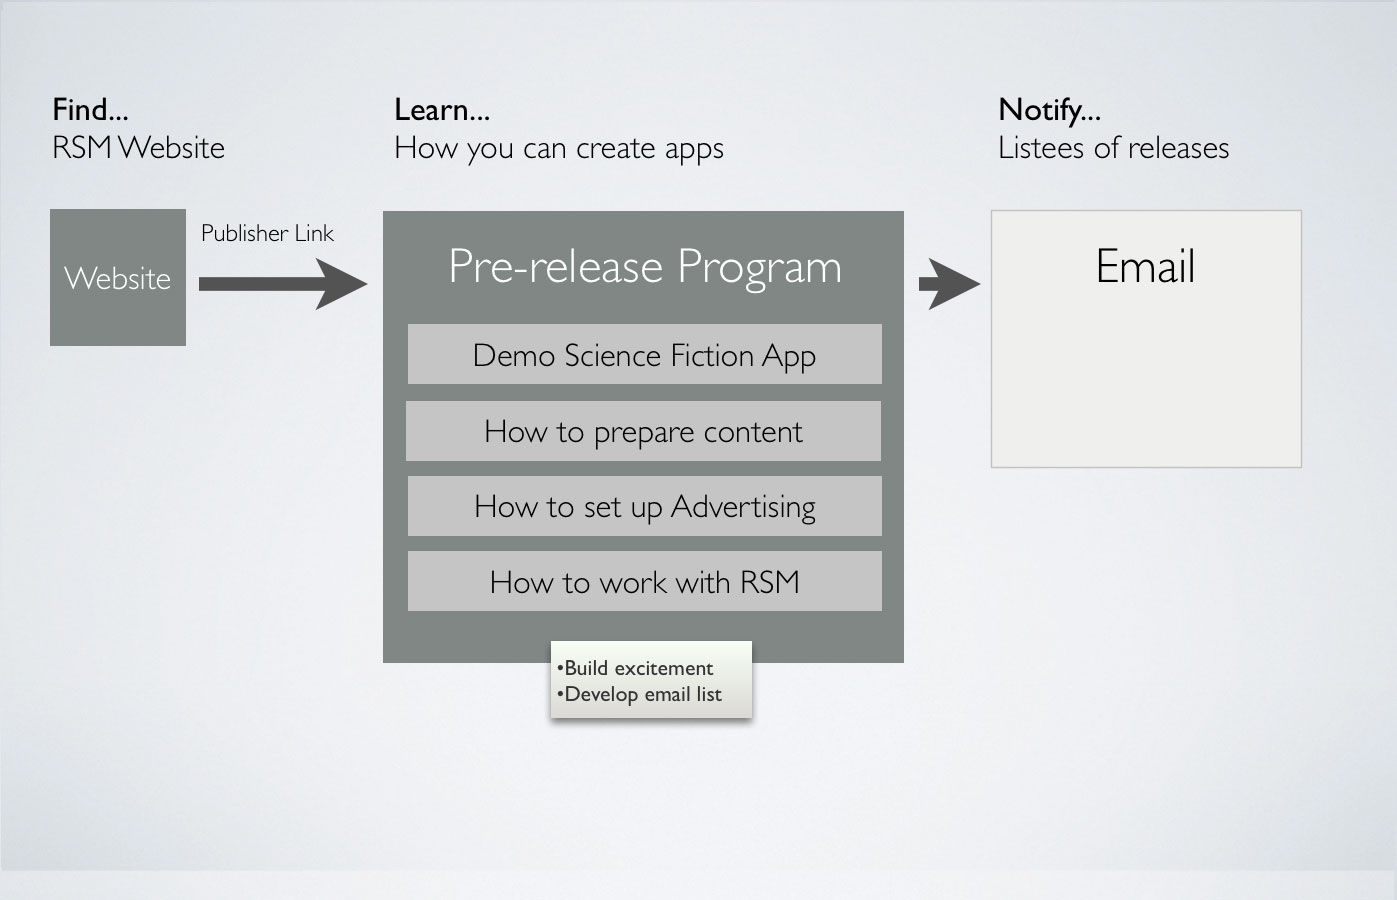 Find...
RSM Website
Learn...
How you can create apps
Notify...
Listees of releases
Website
Publisher Link
Pre-release Program
Demo Science Fiction App
How to prepare content
How to set up Advertising
How to work with RSM
•Build excitement
•Develop email list
Email